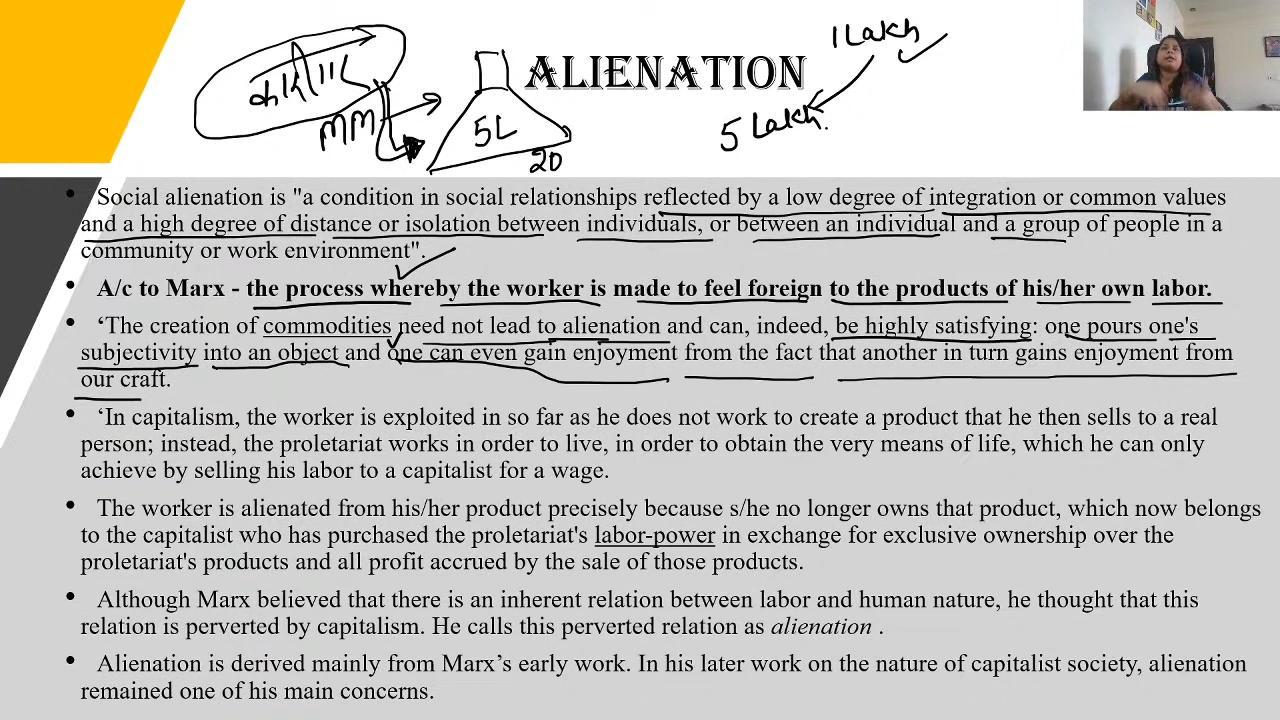 कारीगर
MM
5L
20
ALIENATION
1 Lakh
5 Lakh.
• Social alienation is "a condition in social relationships reflected by a low degree of integration or common values
and a high degree of distance or isolation between individuals, or between an individual and a group of people in a
community or work environment".
• A/c to Marx - the process whereby the worker is made to feel foreign to the products of his/her own labor.
• ‘The creation of commodities need not lead to alienation and can, indeed, be highly satisfying: one pours one's
subjectivity into an object and one can even gain enjoyment from the fact that another in turn gains enjoyment from
our craft.
• ‘In capitalism, the worker is exploited in so far as he does not work to create a product that he then sells to a real
person; instead, the proletariat works in order to live, in order to obtain the very means of life, which he can only
achieve by selling his labor to a capitalist for a wage.
• The worker is alienated from his/her product precisely because s/he no longer owns that product, which now belongs
to the capitalist who has purchased the proletariat's labor-power in exchange for exclusive ownership over the
proletariat's products and all profit accrued by the sale of those products.
• Although Marx believed that there is an inherent relation between labor and human nature, he thought that this
relation is perverted by capitalism. He calls this perverted relation as alienation .
• Alienation is derived mainly from Marx’s early work. In his later work on the nature of capitalist society, alienation
remained one of his main concerns.